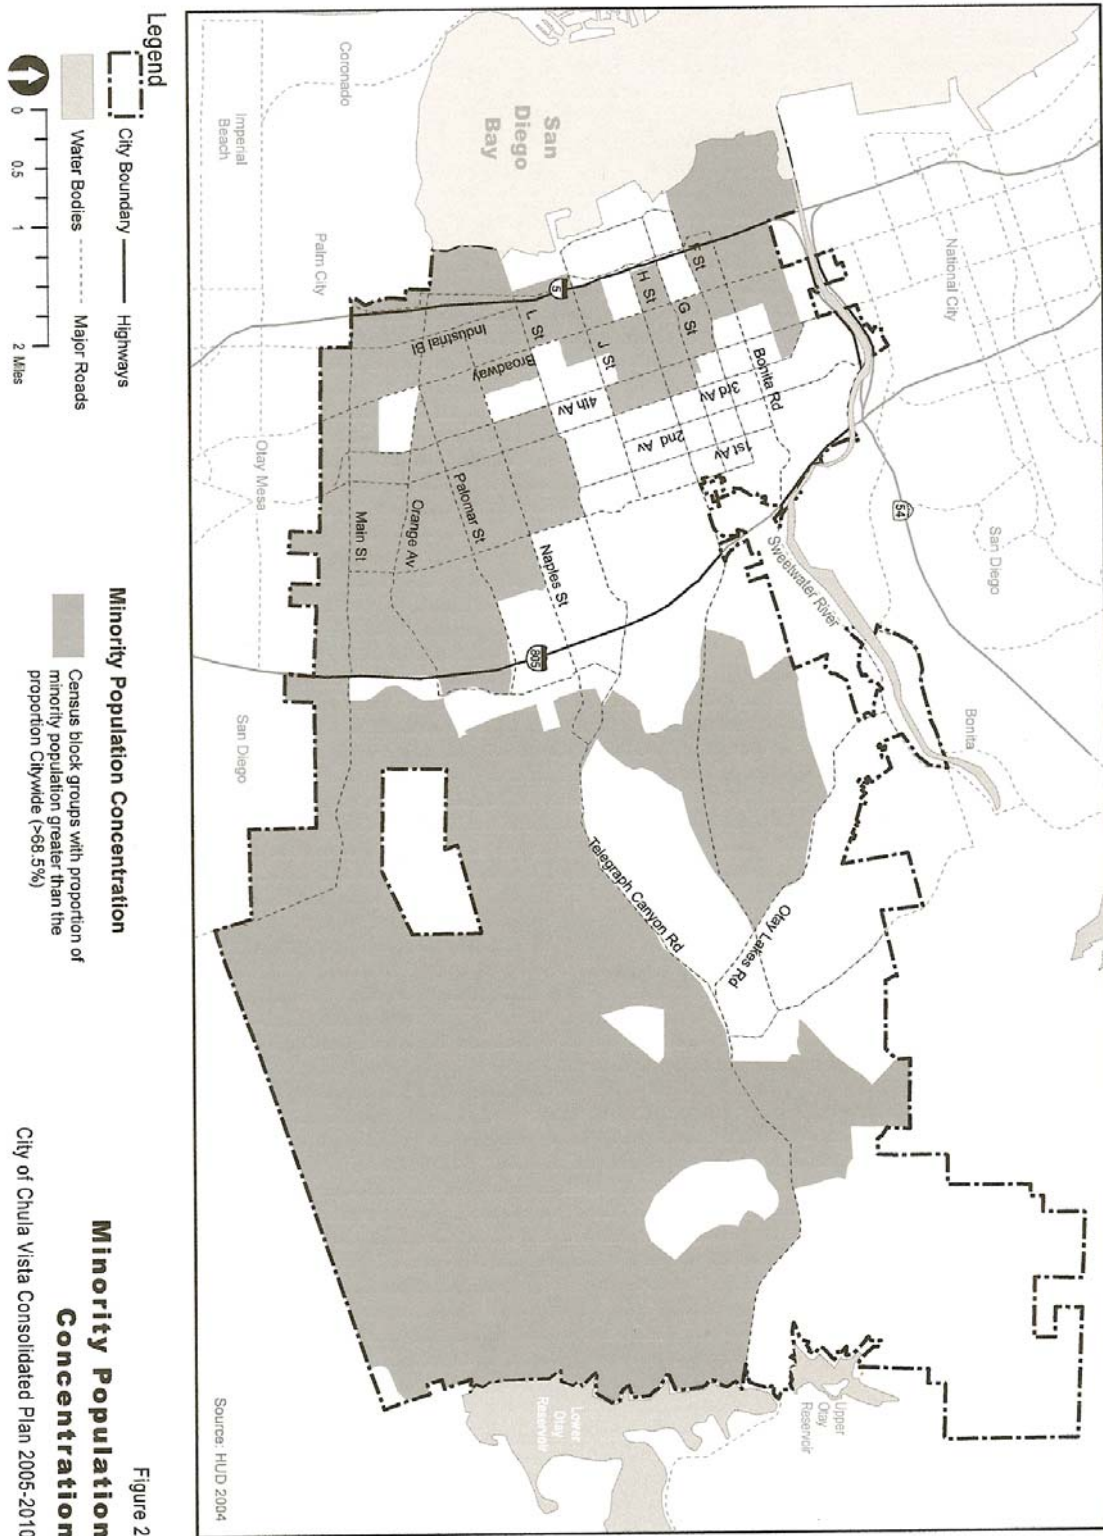 San
Diego
Bay
Coronado
Imperial
Beach
Palm City
Otay Mesa
San Diego
National City
San Diego
Bonita
54
5
805
Sweetwater River
Bonita Rd
F St
G St
H St
J St
L St
1st Av
2nd Av
3rd Av
4th Av
Broadway
Industrial Bl
Naples St
Palomar St
Orange Av
Main St
Telegraph Canyon Rd
Otay Lakes Rd
Upper
Otay
Reservoir
Lower
Otay
Reservoir
Source: HUD 2004
Legend
City Boundary
Highways
Water Bodies
Major Roads
0 0.5 1 2 Miles
Minority Population Concentration
Census block groups with proportion of
minority population greater than the
proportion Citywide (>68.5%)
Figure 2
Minority Population
Concentration
City of Chula Vista Consolidated Plan 2005-2010